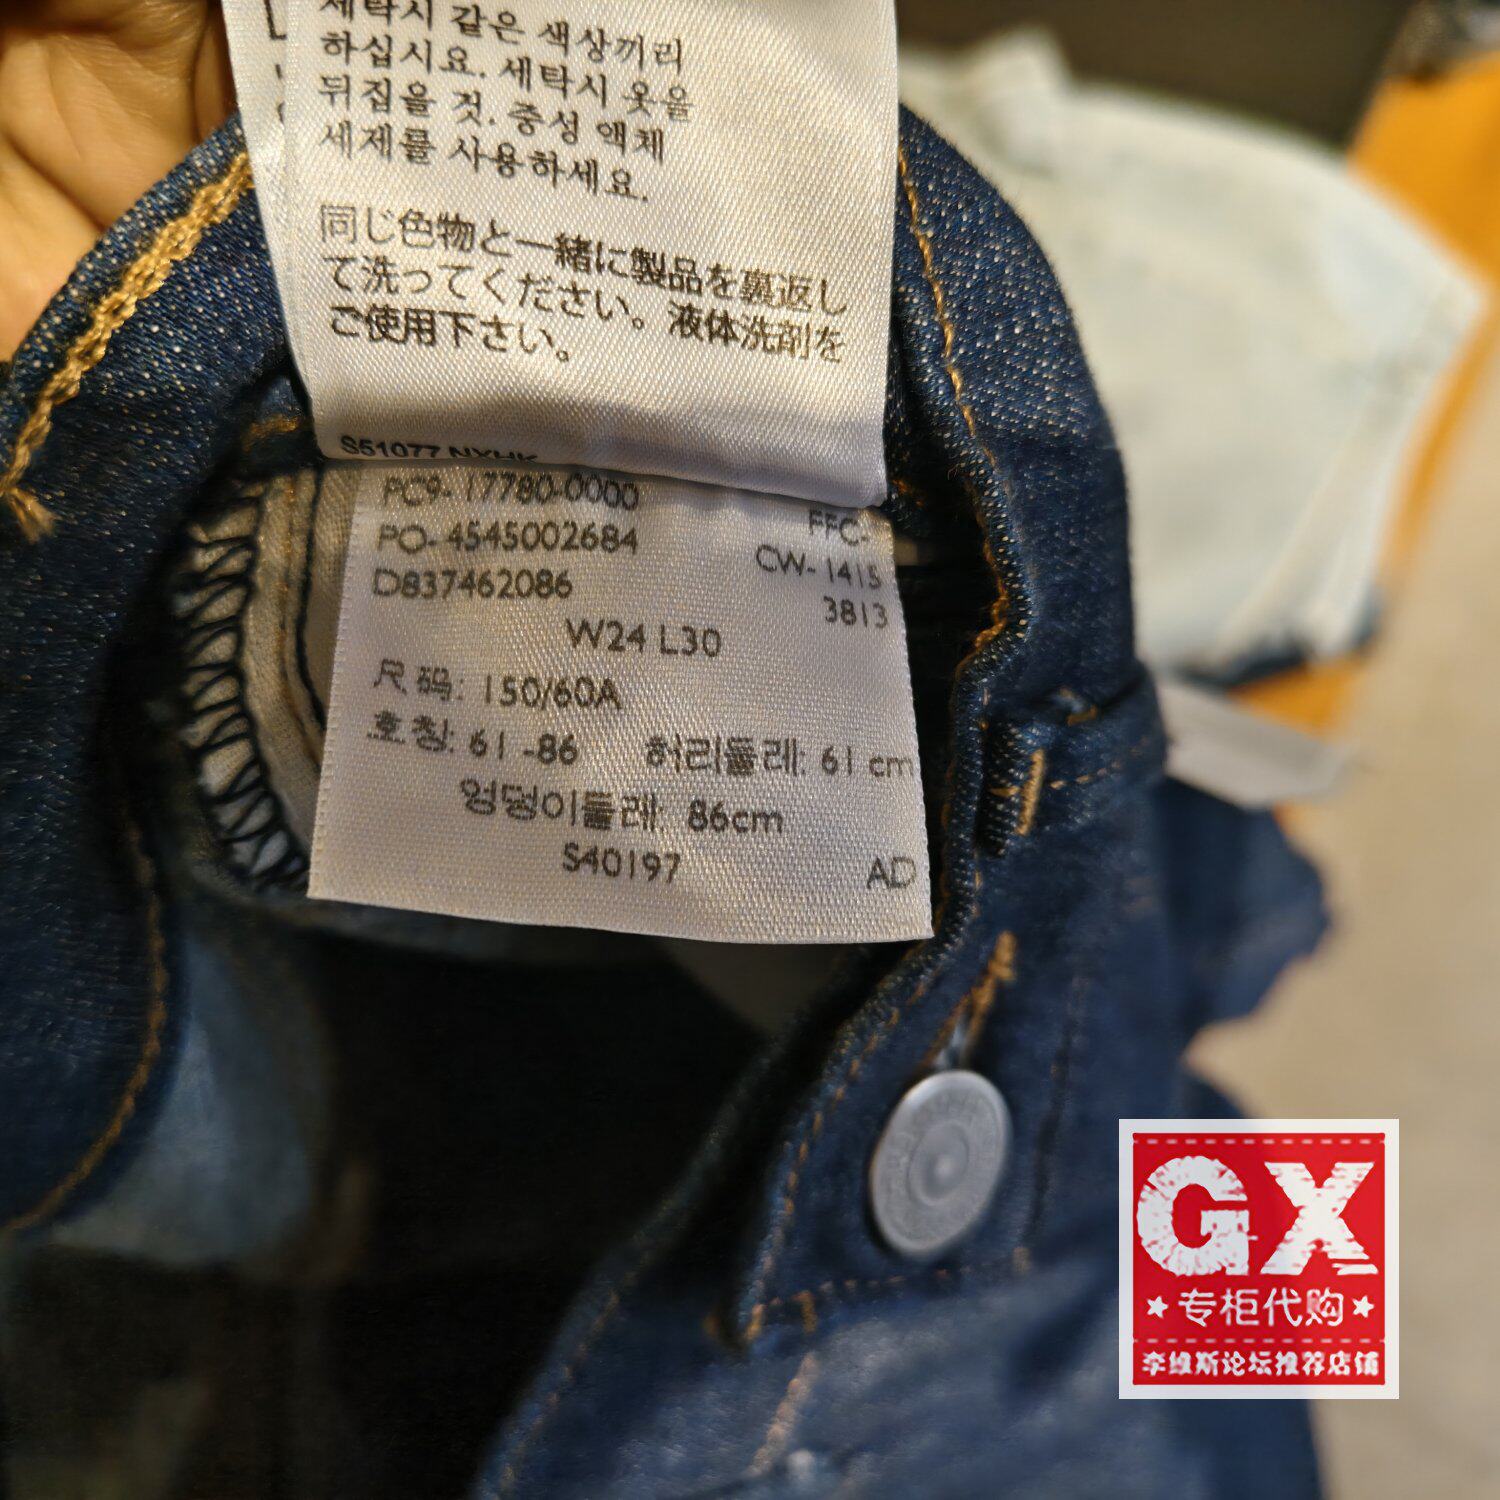 세탁시 같은 색상끼리
하십시요. 세탁시 옷을
뒤집을 것. 중성 액체
세제를 사용하세요.
同じ色物と一緒に製品を裏返し
て洗ってください。液体洗剤を
ご使用下さい。
S51077 NXHK
PC9-17780-0000
FFC-
PO-4545002684
CW-1415
D837462086
3813
W24 L30
尺码: 150/60A
호칭: 61-86 허리둘레: 61 cm
엉덩이둘레: 86cm
S40197 AD
GX
★专柜代购★
李维斯论坛推荐店铺